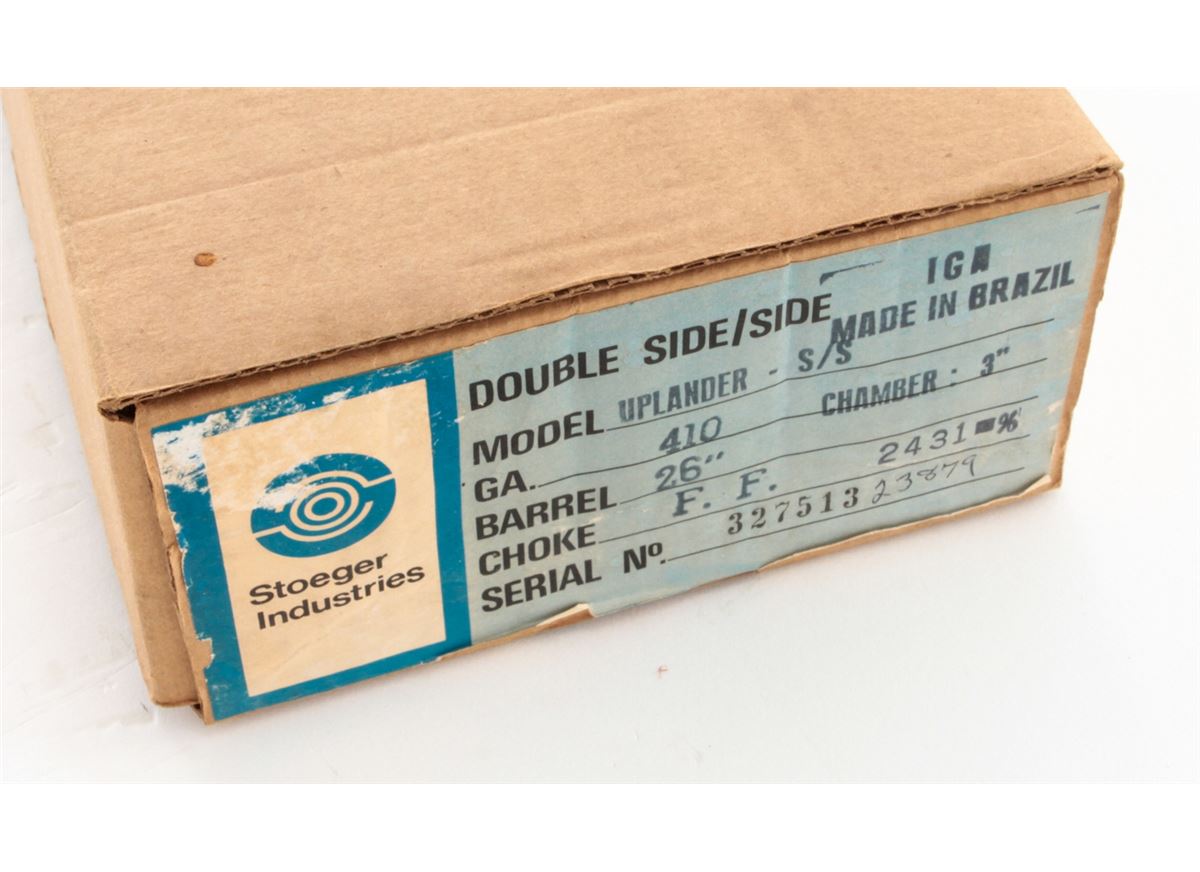 Stoeger
Industries
IGA
DOUBLE SIDE/SIDE MADE IN BRAZIL
MODEL UPLANDER - S/S
GA. 410 CHAMBER: 3"
BARREL 26"
CHOKE F. F. 2431-%
SERIAL Nº. 327513 23879